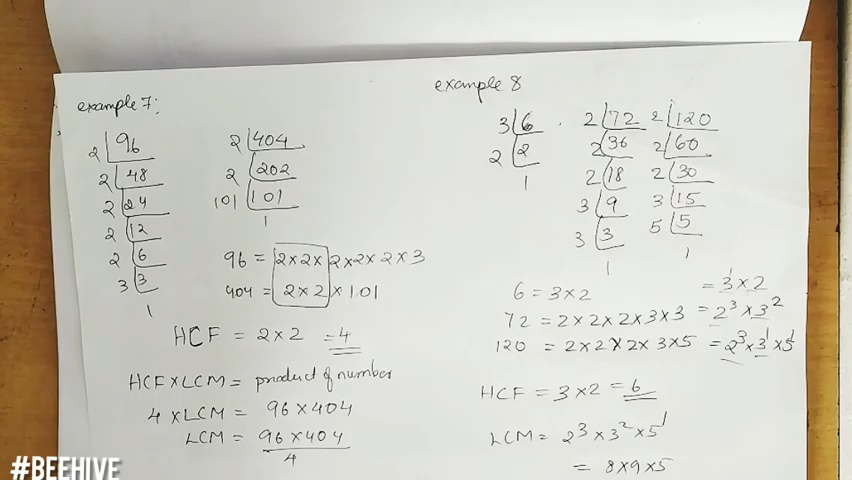 example 7:
2 | 96
2 | 48
2 | 24
2 | 12
2 | 6
3 | 3
1
2 | 404
2 | 202
101 | 101
1
96 = 2×2× 2×2×2×3
404 = 2×2 × 101
HCF = 2×2 = 4
HCF×LCM = product of number
4 ×LCM = 96×404
LCM = 96×404
4
example 8
3 | 6
2 | 2
1
2 | 72
2 | 36
2 | 18
3 | 9
3 | 3
1
2 | 120
2 | 60
2 | 30
3 | 15
5 | 5
1
6 = 3×2 = 3¹×2
72 = 2×2×2×3×3 = 2³×3²
120 = 2×2×2×3×5 = 2³×3¹×5¹
HCF = 3×2 = 6
LCM = 2³×3²×5¹
= 8×9×5
#BEEHIVE